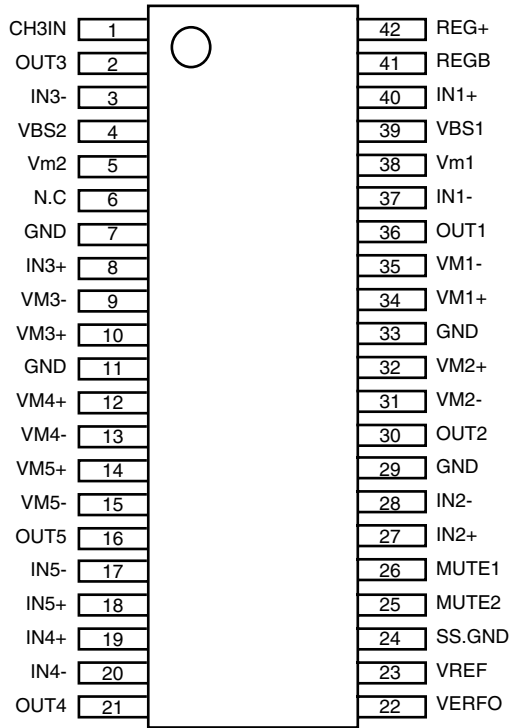 CH3IN 1 42 REG+
OUT3 2 41 REGB
IN3- 3 40 IN1+
VBS2 4 39 VBS1
Vm2 5 38 Vm1
N.C 6 37 IN1-
GND 7 36 OUT1
IN3+ 8 35 VM1-
VM3- 9 34 VM1+
VM3+ 10 33 GND
GND 11 32 VM2+
VM4+ 12 31 VM2-
VM4- 13 30 OUT2
VM5+ 14 29 GND
VM5- 15 28 IN2-
OUT5 16 27 IN2+
IN5- 17 26 MUTE1
IN5+ 18 25 MUTE2
IN4+ 19 24 SS.GND
IN4- 20 23 VREF
OUT4 21 22 VERFO